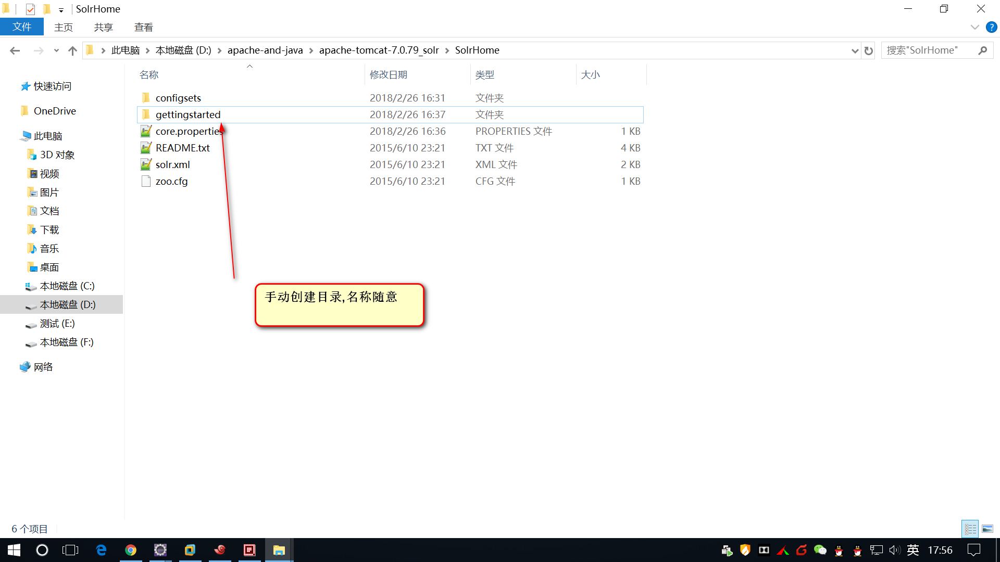 SolrHome
文件 主页 共享 查看
此电脑 本地磁盘 (D:) apache-and-java apache-tomcat-7.0.79_solr SolrHome
搜索"SolrHome"
名称 修改日期 类型 大小
configsets 2018/2/26 16:31 文件夹
gettingstarted 2018/2/26 16:37 文件夹
core.properties 2018/2/26 16:36 PROPERTIES 文件 1 KB
README.txt 2015/6/10 23:21 TXT 文件 4 KB
solr.xml 2015/6/10 23:21 XML 文件 2 KB
zoo.cfg 2015/6/10 23:21 CFG 文件 1 KB
快速访问
OneDrive
此电脑
3D 对象
视频
图片
文档
下载
音乐
桌面
本地磁盘 (C:)
本地磁盘 (D:)
测试 (E:)
本地磁盘 (F:)
网络
手动创建目录,名称随意
6 个项目
英 17:56